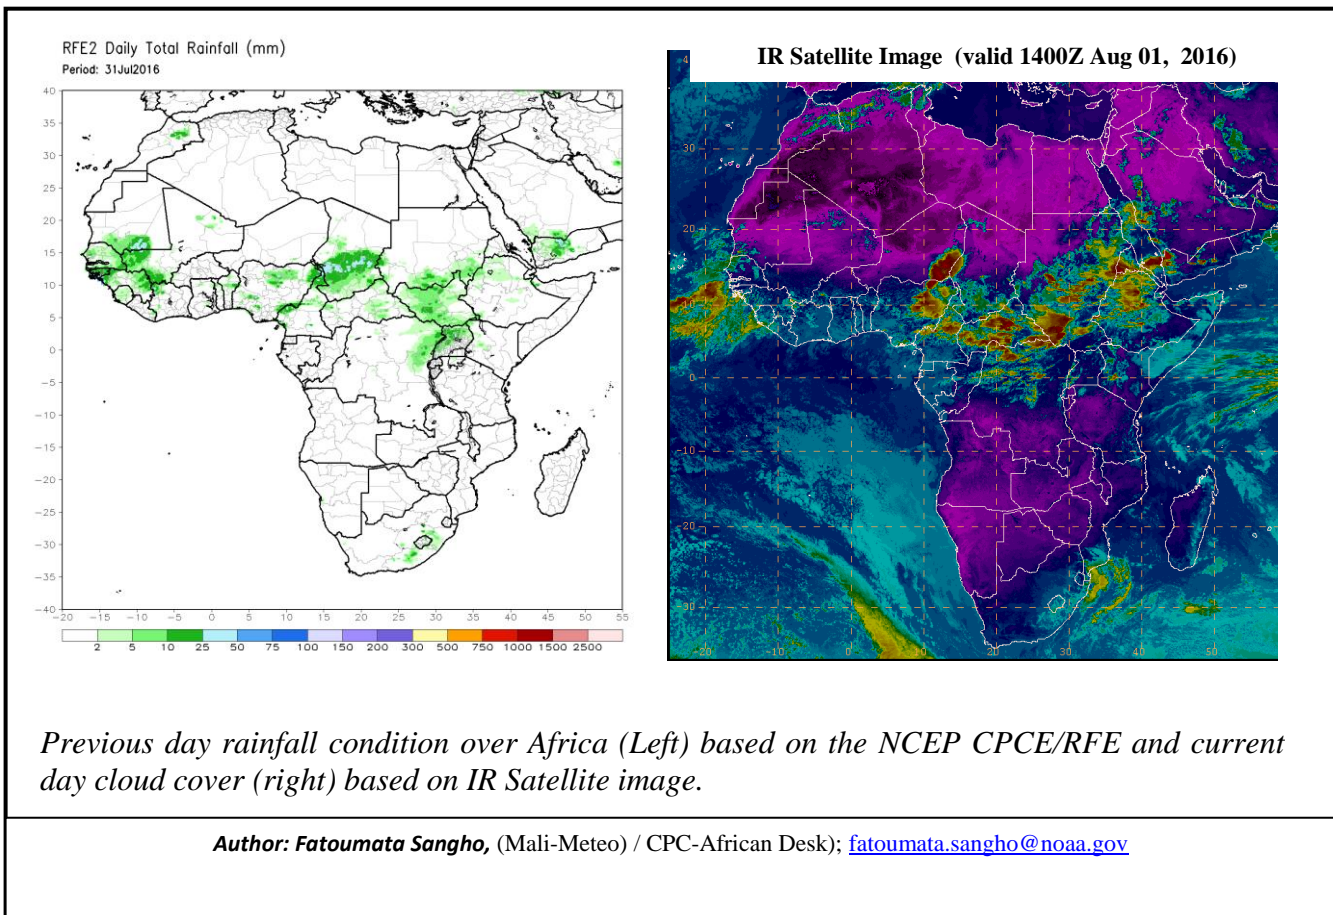 RFE2 Daily Total Rainfall (mm)
Period: 31Jul2016
40
35
30
25
20
15
10
5
0
-5
-10
-15
-20
-25
-30
-35
-40
-20 -15 -10 -5 0 5 10 15 20 25 30 35 40 45 50 55
2 5 10 25 50 75 100 150 200 300 500 750 1000 1500 2500
IR Satellite Image (valid 1400Z Aug 01, 2016)
4
30
20
10
0
-10
-20
-30
-20 -10 0 10 20 30 40 50
Previous day rainfall condition over Africa (Left) based on the NCEP CPCE/RFE and current
day cloud cover (right) based on IR Satellite image.
Author: Fatoumata Sangho, (Mali-Meteo) / CPC-African Desk); fatoumata.sangho@noaa.gov